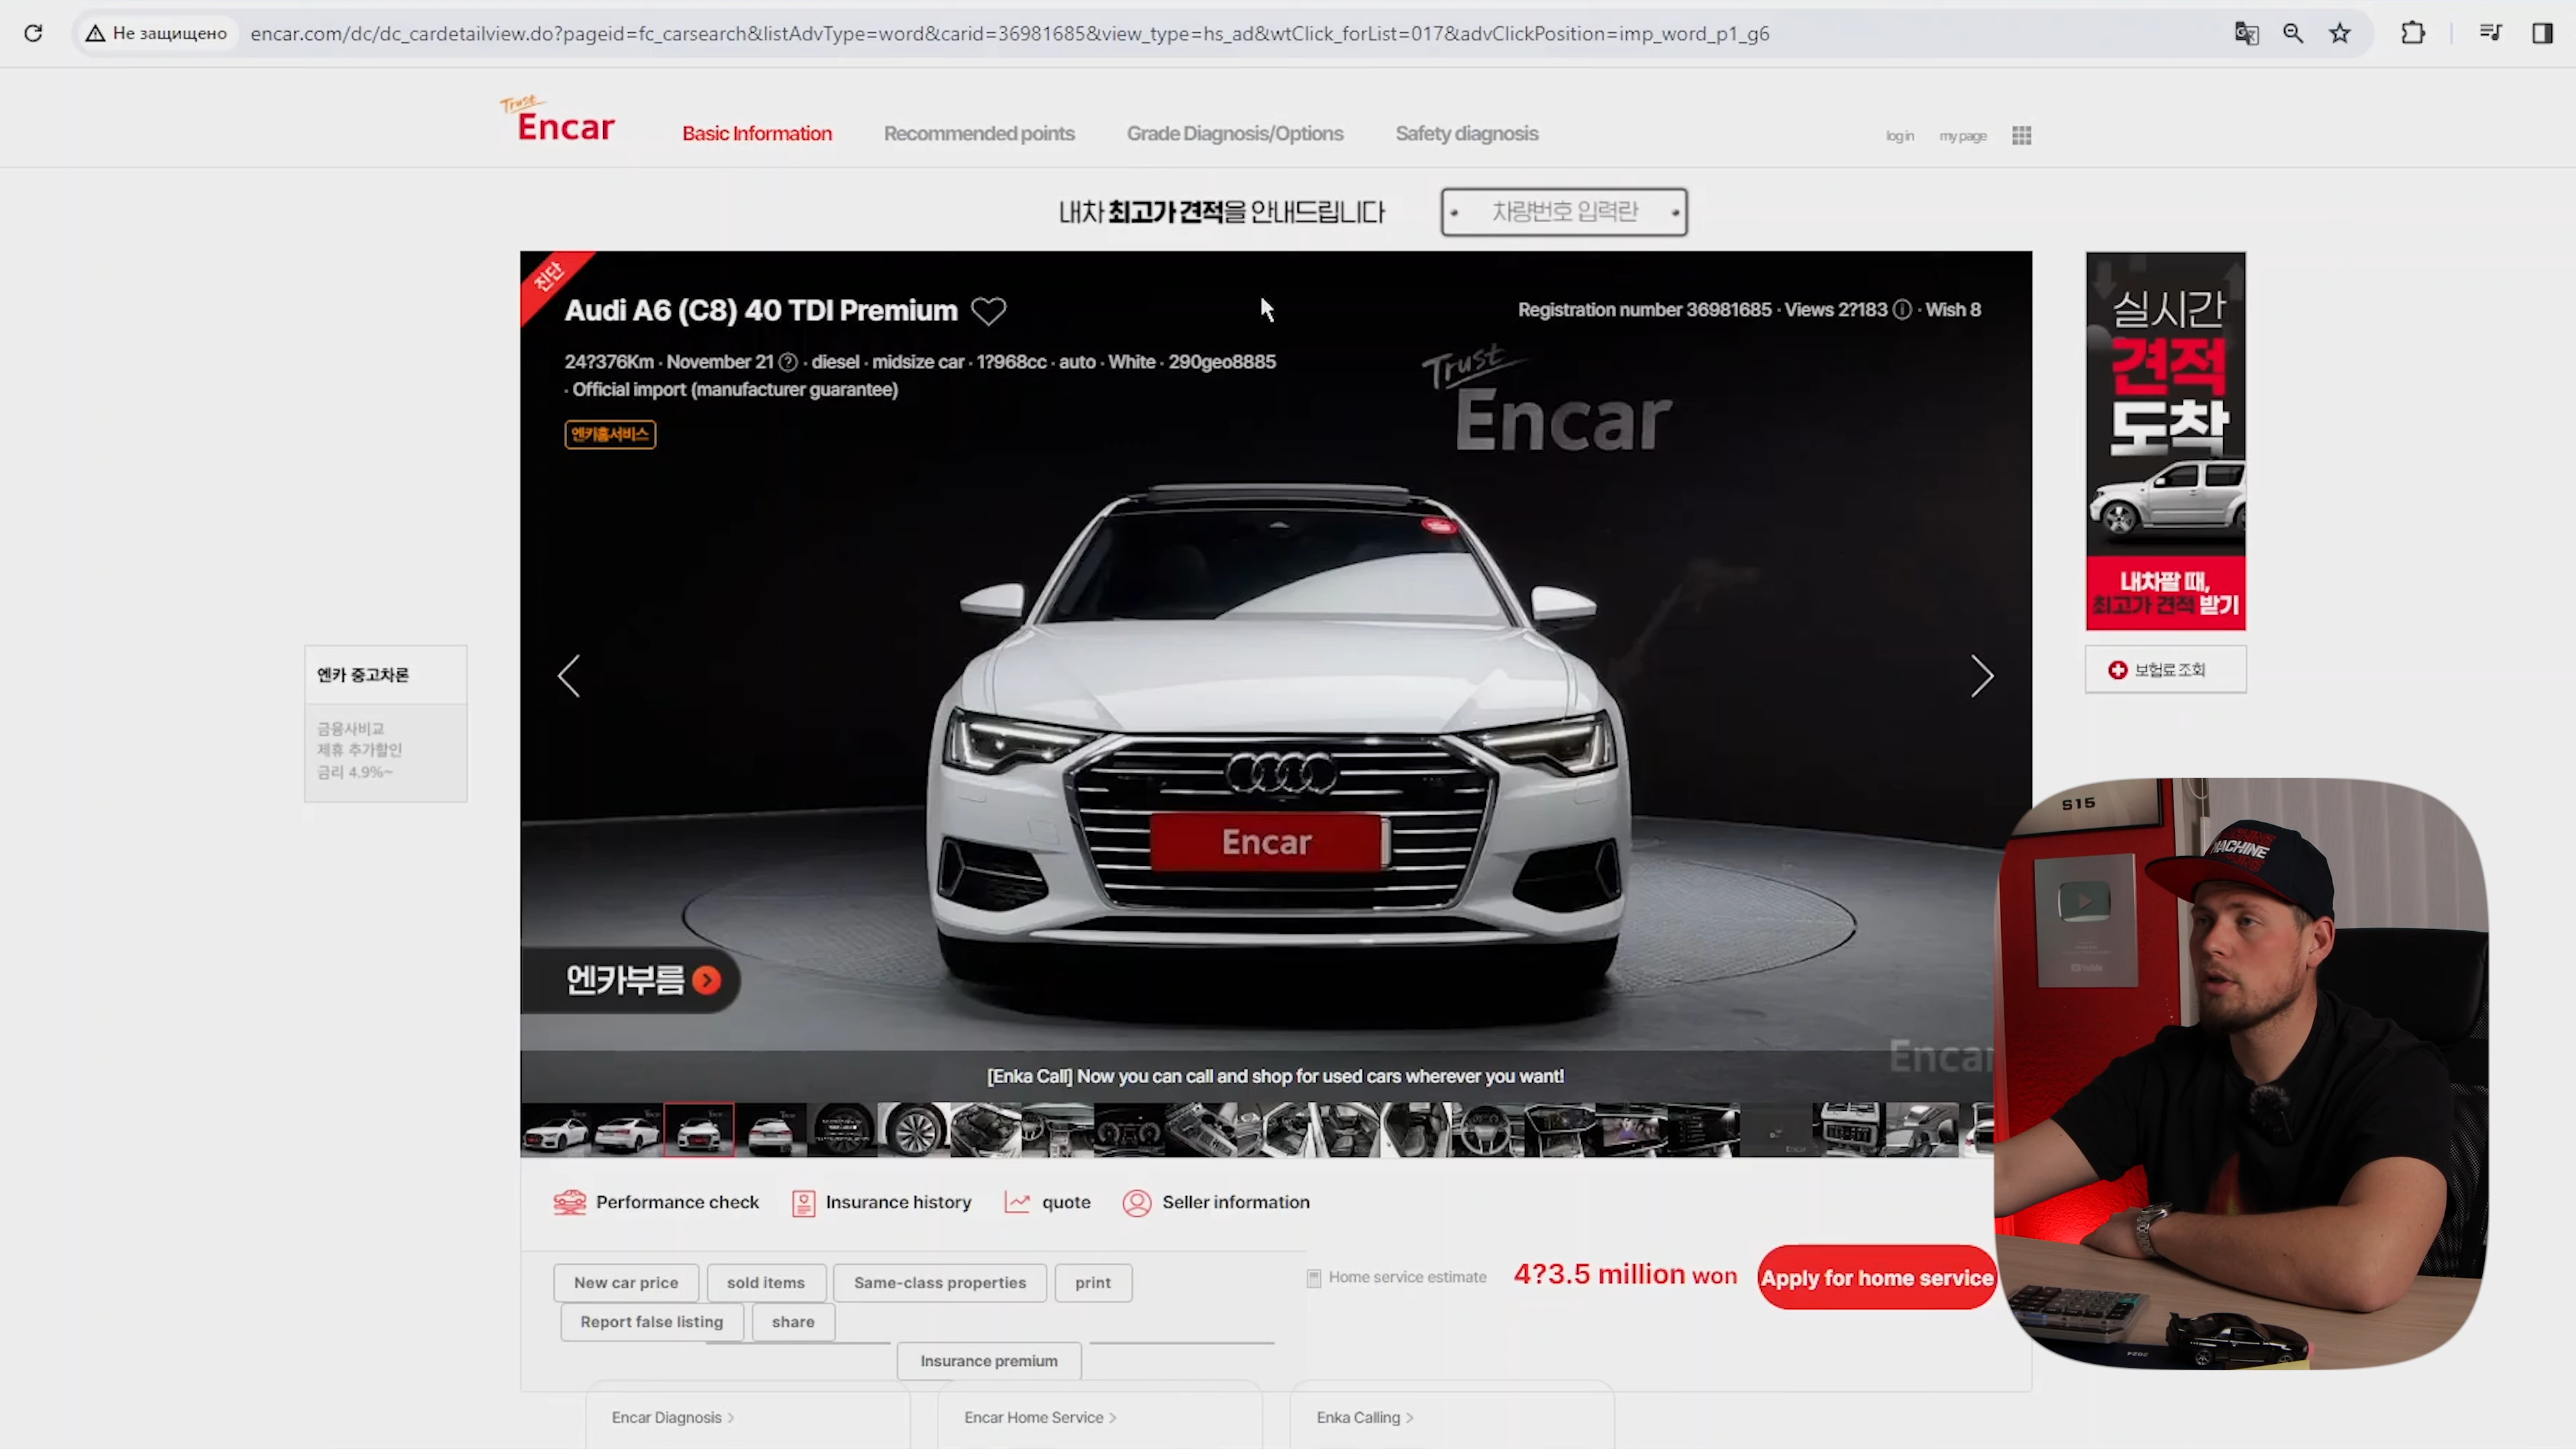 Не защищено
encar.com/dc/dc_cardetailview.do?pageid=fc_carsearch&listAdvType=word&carid=36981685&view_type=hs_ad&wtClick_forList=017&advClickPosition=imp_word_p1_g6
Trust
Encar
Basic Information
Recommended points
Grade Diagnosis/Options
Safety diagnosis
log in
my page
내차 최고가 견적을 안내드립니다
차량번호 입력란
진단
Audi A6 (C8) 40 TDI Premium
Registration number 36981685 · Views 2?183 · Wish 8
24?376Km · November 21 · diesel · midsize car · 1?968cc · auto · White · 290geo8885
· Official import (manufacturer guarantee)
엔카홈서비스
Trust
Encar
실시간
견적
도착
내차팔 때,
최고가 견적 받기
보험료 조회
엔카 중고차론
금융사비교
제휴 추가할인
금리 4.9%~
Encar
S15
MACHINE
엔카부름
Encar
[Enka Call] Now you can call and shop for used cars wherever you want!
Performance check
Insurance history
quote
Seller information
New car price
sold items
Same-class properties
print
Report false listing
share
Insurance premium
Home service estimate
4?3.5 million won
Apply for home service
2024
Encar Diagnosis >
Encar Home Service >
Enka Calling >